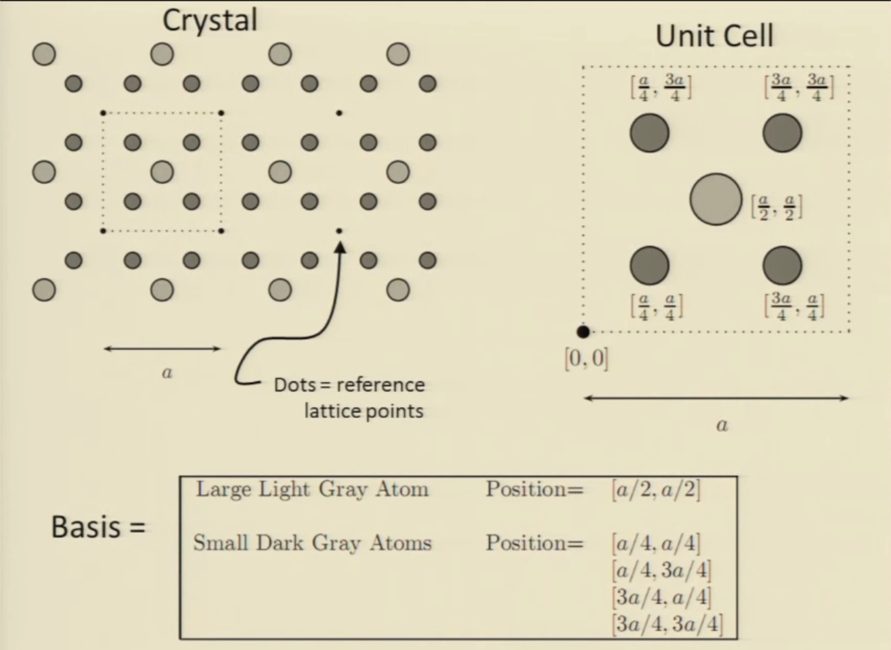 Crystal
a
Dots = reference
lattice points
Unit Cell
[a/4, 3a/4]
[3a/4, 3a/4]
[a/2, a/2]
[a/4, a/4]
[3a/4, a/4]
[0, 0]
a
Basis =
Large Light Gray Atom Position= [a/2, a/2]
Small Dark Gray Atoms Position= [a/4, a/4]
[a/4, 3a/4]
[3a/4, a/4]
[3a/4, 3a/4]